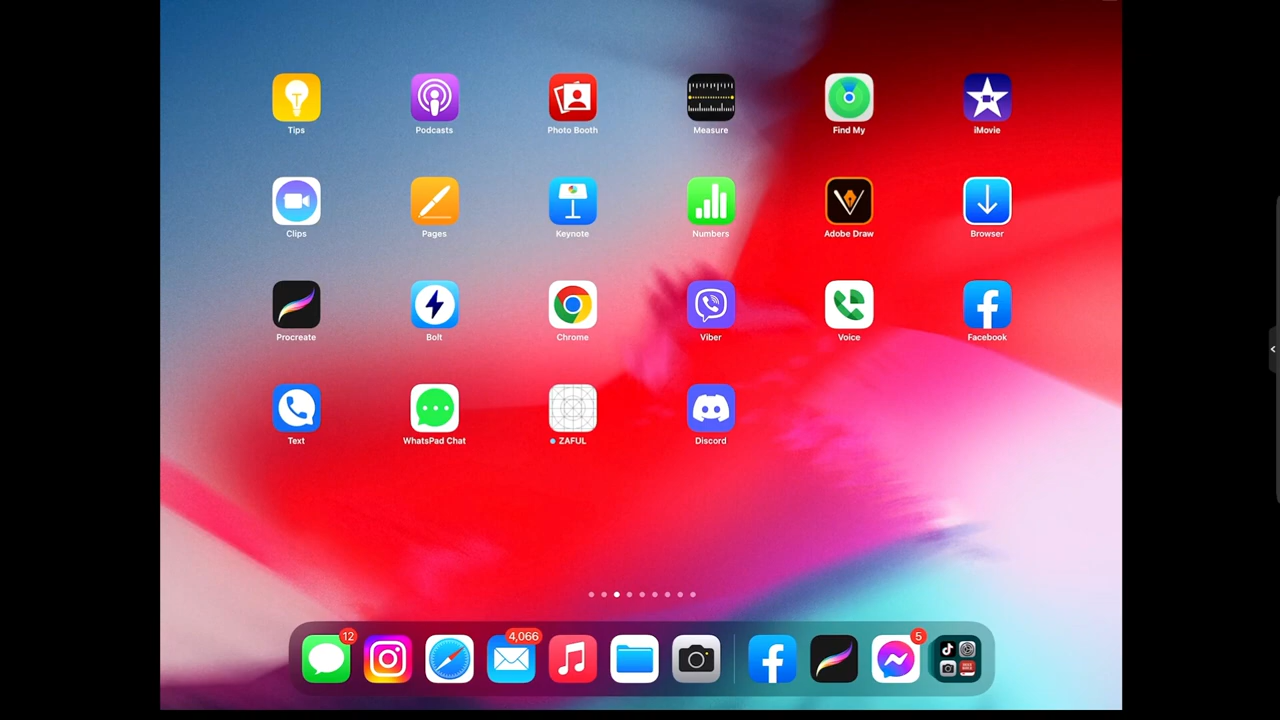 Tips Podcasts Photo Booth Measure Find My iMovie
Clips Pages Keynote Numbers Adobe Draw Browser
Procreate Bolt Chrome Viber Voice Facebook
Text WhatsPad Chat ZAFUL Discord
12 4,066 5